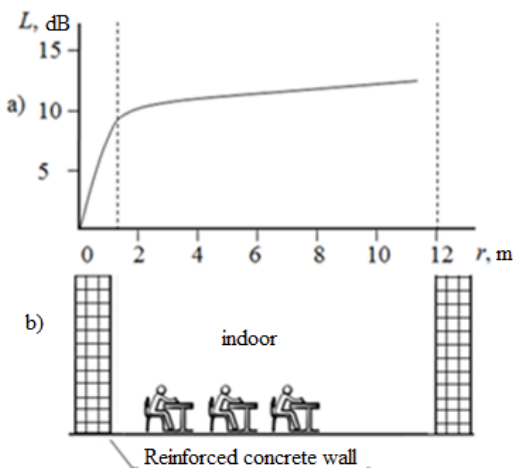 L, dB
15
a)
10
5
0 2 4 6 8 10 12 r, m
b)
indoor
Reinforced concrete wall